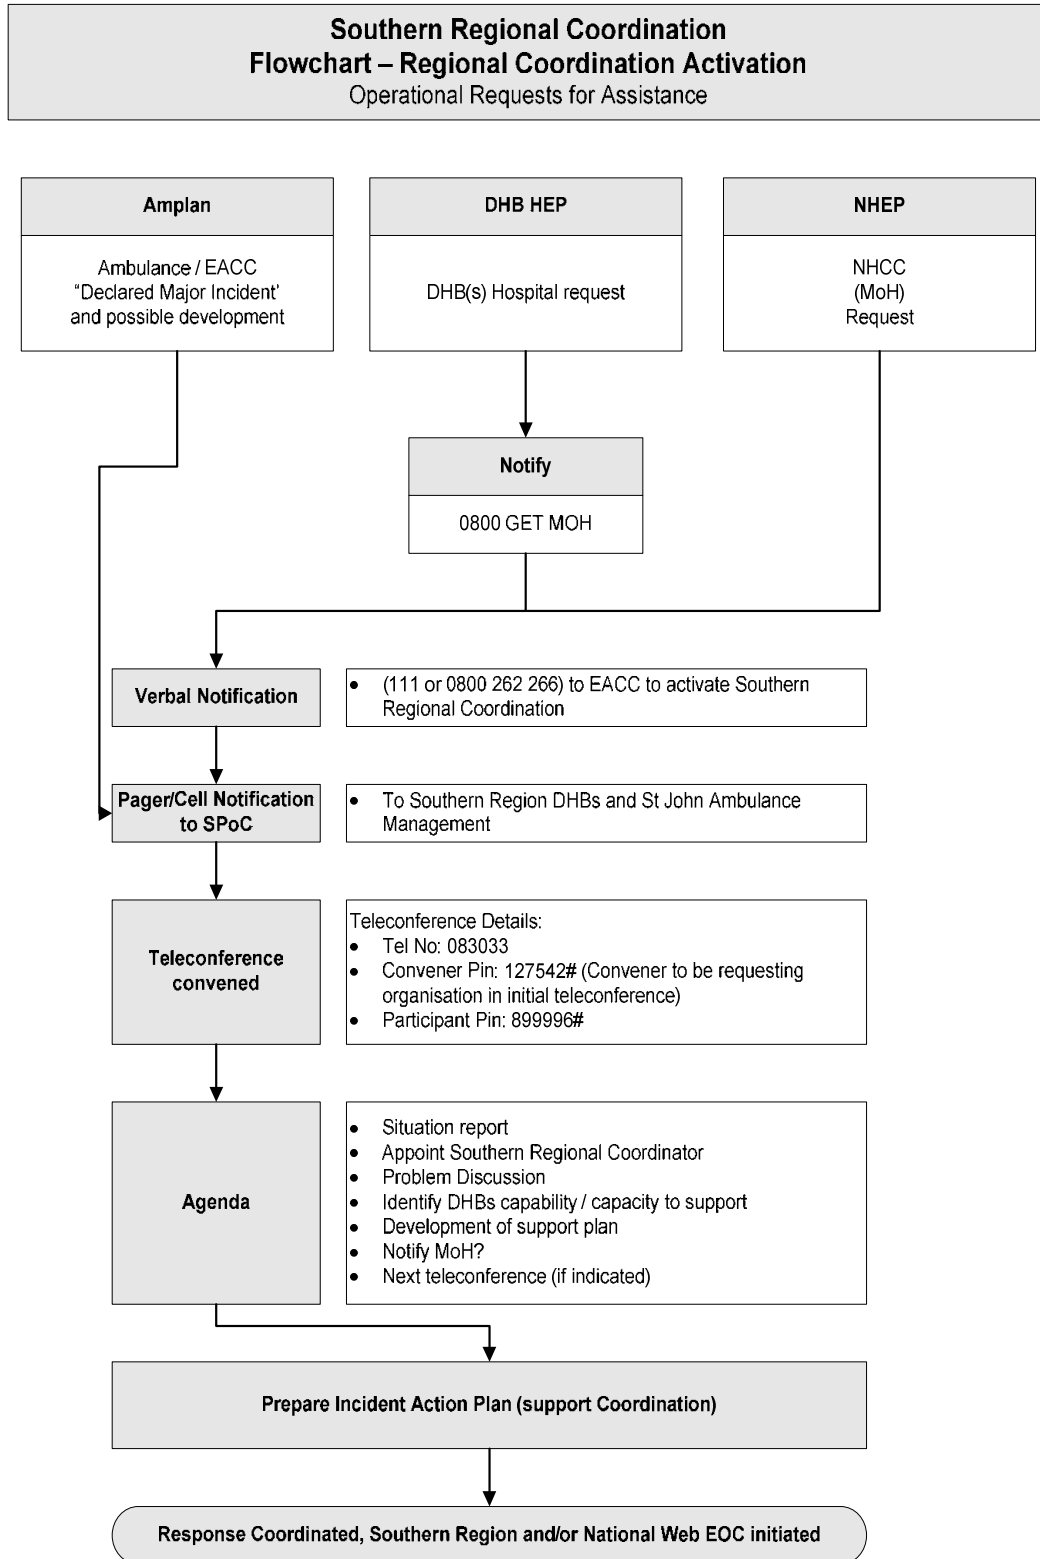 Southern Regional Coordination
Flowchart – Regional Coordination Activation
Operational Requests for Assistance
Amplan
Ambulance / EACC
“Declared Major Incident'
and possible development
DHB HEP
DHB(s) Hospital request
NHEP
NHCC
(MoH)
Request
Notify
0800 GET MOH
Verbal Notification
• (111 or 0800 262 266) to EACC to activate Southern
Regional Coordination
Pager/Cell Notification
to SPoC
• To Southern Region DHBs and St John Ambulance
Management
Teleconference
convened
Teleconference Details:
• Tel No: 083033
• Convener Pin: 127542# (Convener to be requesting
organisation in initial teleconference)
• Participant Pin: 899996#
Agenda
• Situation report
• Appoint Southern Regional Coordinator
• Problem Discussion
• Identify DHBs capability / capacity to support
• Development of support plan
• Notify MoH?
• Next teleconference (if indicated)
Prepare Incident Action Plan (support Coordination)
Response Coordinated, Southern Region and/or National Web EOC initiated